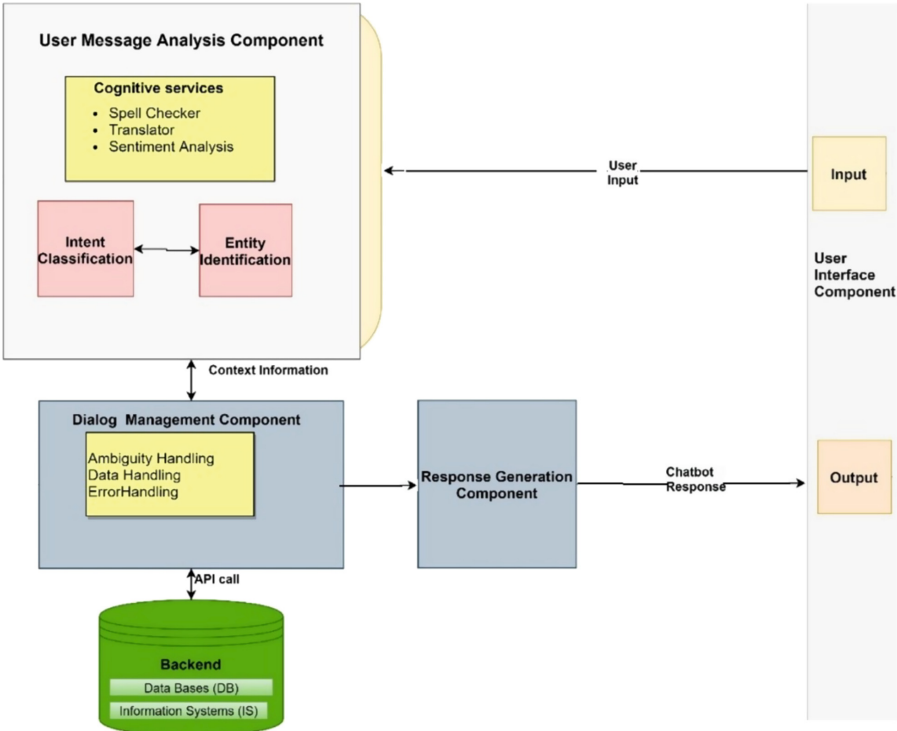 User Message Analysis Component
Cognitive services
• Spell Checker
• Translator
• Sentiment Analysis
Intent
Classification
Entity
Identification
User
Input
Input
User
Interface
Component
Context Information
Dialog Management Component
Ambiguity Handling
Data Handling
ErrorHandling
Response Generation
Component
Chatbot
Response
Output
API call
Backend
Data Bases (DB)
Information Systems (IS)